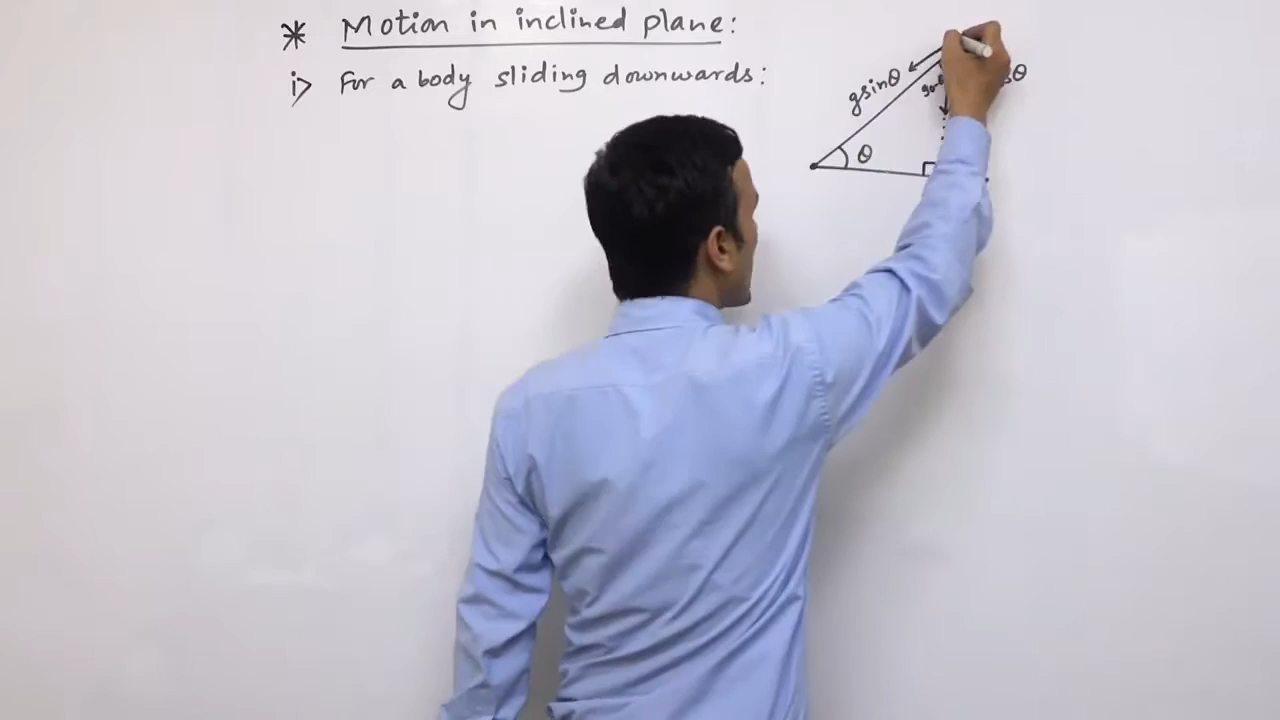 * Motion in inclined plane:
i> For a body sliding downwards:
gsinθ
θ